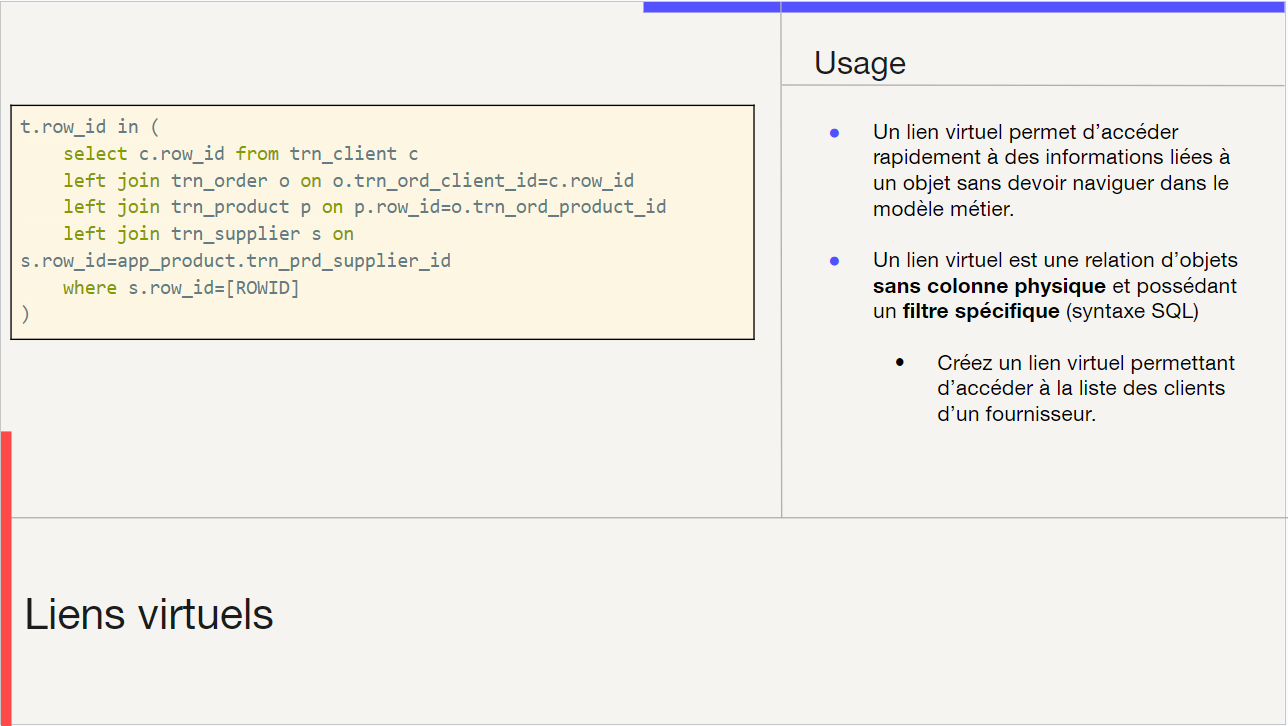 t.row_id in (
select c.row_id from trn_client c
left join trn_order o on o.trn_ord_client_id=c.row_id
left join trn_product p on p.row_id=o.trn_ord_product_id
left join trn_supplier s on
s.row_id=app_product.trn_prd_supplier_id
where s.row_id=[ROWID]
)
Usage
Un lien virtuel permet d’accéder
rapidement à des informations liées à
un objet sans devoir naviguer dans le
modèle métier.
Un lien virtuel est une relation d’objets
sans colonne physique et possédant
un filtre spécifique (syntaxe SQL)
Créez un lien virtuel permettant
d’accéder à la liste des clients
d’un fournisseur.
Liens virtuels